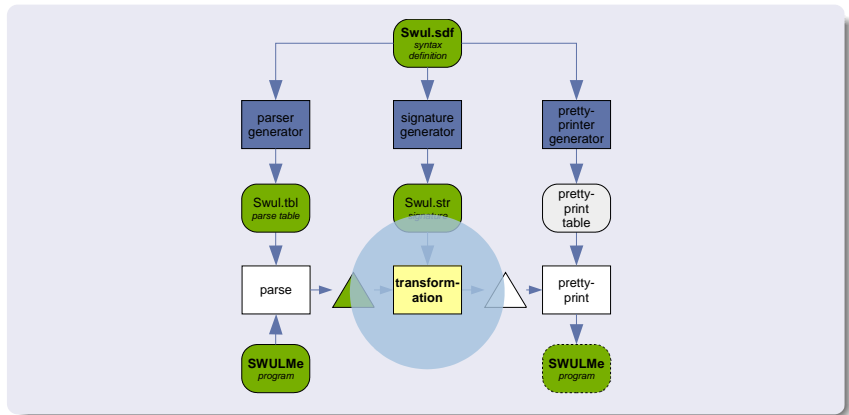 Swul.sdf
syntax
definition
parser
generator
signature
generator
pretty-
printer
generator
Swul.tbl
parse table
Swul.str
signature
pretty-
print
table
parse
transform-
ation
pretty-
print
SWULMe
program
SWULMe
program